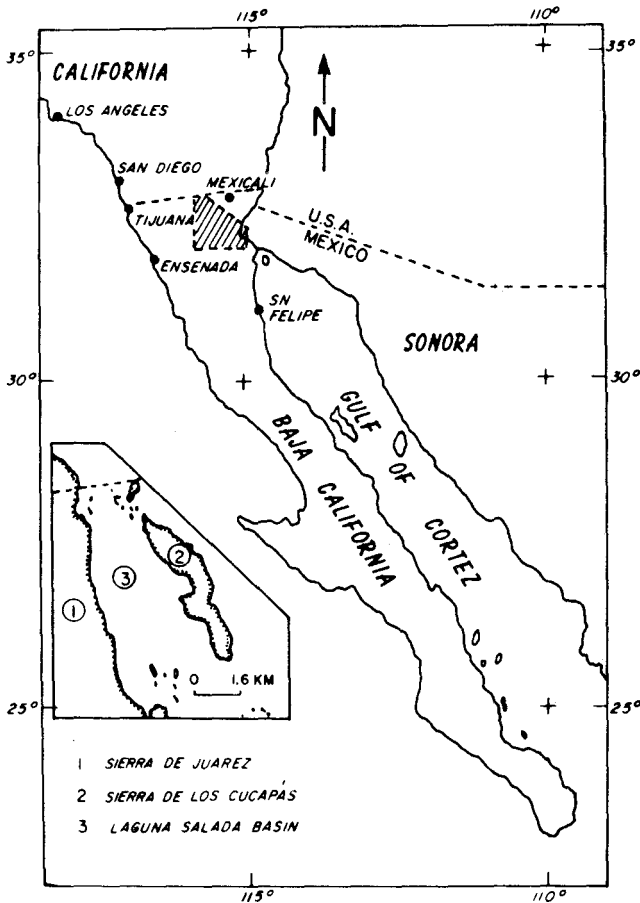 115°
110°
35°
35°
CALIFORNIA
LOS ANGELES
N
SAN DIEGO
MEXICALI
TIJUANA
U.S.A.
MEXICO
ENSENADA
SN
FELIPE
SONORA
30°
30°
GULF
OF
CORTEZ
BAJA
CALIFORNIA
2
3
1
0 1.6 KM
25°
25°
1 SIERRA DE JUAREZ
2 SIERRA DE LOS CUCAPÁS
3 LAGUNA SALADA BASIN
115°
110°